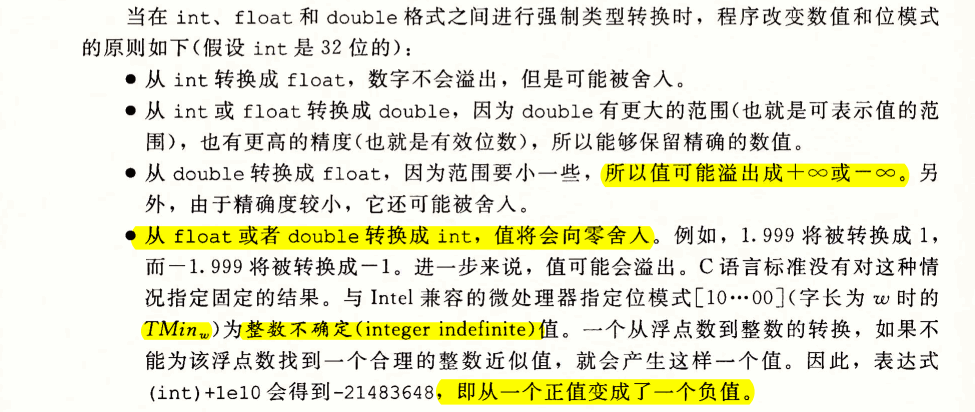 当在 int、float 和 double 格式之间进行强制类型转换时，程序改变数值和位模式
的原则如下(假设 int 是 32 位的)：
● 从 int 转换成 float，数字不会溢出，但是可能被舍入。
● 从 int 或 float 转换成 double，因为 double 有更大的范围(也就是可表示值的范
围)，也有更高的精度(也就是有效位数)，所以能够保留精确的数值。
● 从 double 转换成 float，因为范围要小一些，所以值可能溢出成＋∞或－∞。另
外，由于精确度较小，它还可能被舍入。
● 从 float 或者 double 转换成 int，值将会向零舍入。例如，1.999 将被转换成 1，
而－1.999 将被转换成－1。进一步来说，值可能会溢出。C 语言标准没有对这种情
况指定固定的结果。与 Intel 兼容的微处理器指定位模式[10…00](字长为 w 时的
TMin_w)为整数不确定(integer indefinite)值。一个从浮点数到整数的转换，如果不
能为该浮点数找到一个合理的整数近似值，就会产生这样一个值。因此，表达式
(int)+1e10 会得到-21483648，即从一个正值变成了一个负值。